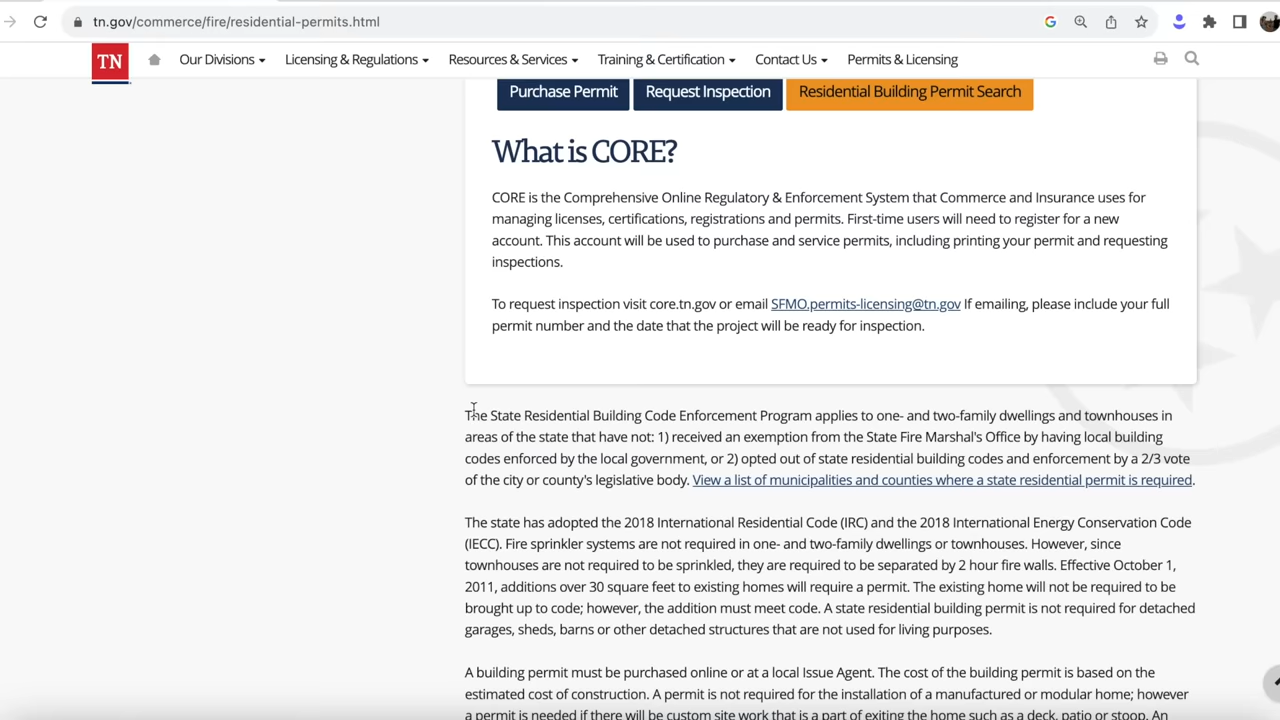 tn.gov/commerce/fire/residential-permits.html
TN
Our Divisions
Licensing & Regulations
Resources & Services
Training & Certification
Contact Us
Permits & Licensing
Purchase Permit
Request Inspection
Residential Building Permit Search
What is CORE?
CORE is the Comprehensive Online Regulatory & Enforcement System that Commerce and Insurance uses for
managing licenses, certifications, registrations and permits. First-time users will need to register for a new
account. This account will be used to purchase and service permits, including printing your permit and requesting
inspections.
To request inspection visit core.tn.gov or email SFMO.permits-licensing@tn.gov If emailing, please include your full
permit number and the date that the project will be ready for inspection.
The State Residential Building Code Enforcement Program applies to one- and two-family dwellings and townhouses in
areas of the state that have not: 1) received an exemption from the State Fire Marshal's Office by having local building
codes enforced by the local government, or 2) opted out of state residential building codes and enforcement by a 2/3 vote
of the city or county's legislative body. View a list of municipalities and counties where a state residential permit is required.
The state has adopted the 2018 International Residential Code (IRC) and the 2018 International Energy Conservation Code
(IECC). Fire sprinkler systems are not required in one- and two-family dwellings or townhouses. However, since
townhouses are not required to be sprinkled, they are required to be separated by 2 hour fire walls. Effective October 1,
2011, additions over 30 square feet to existing homes will require a permit. The existing home will not be required to be
brought up to code; however, the addition must meet code. A state residential building permit is not required for detached
garages, sheds, barns or other detached structures that are not used for living purposes.
A building permit must be purchased online or at a local Issue Agent. The cost of the building permit is based on the
estimated cost of construction. A permit is not required for the installation of a manufactured or modular home; however
a permit is needed if there will be custom site work that is a part of exiting the home such as a deck, patio or stoop. An